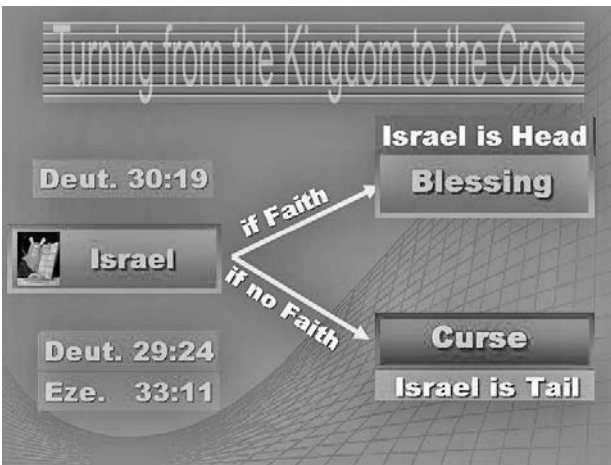 Turning from the Kingdom to the Cross
Israel is Head
Deut. 30:19
Blessing
if Faith
Israel
if no Faith
Deut. 29:24
Curse
Eze. 33:11
Israel is Tail